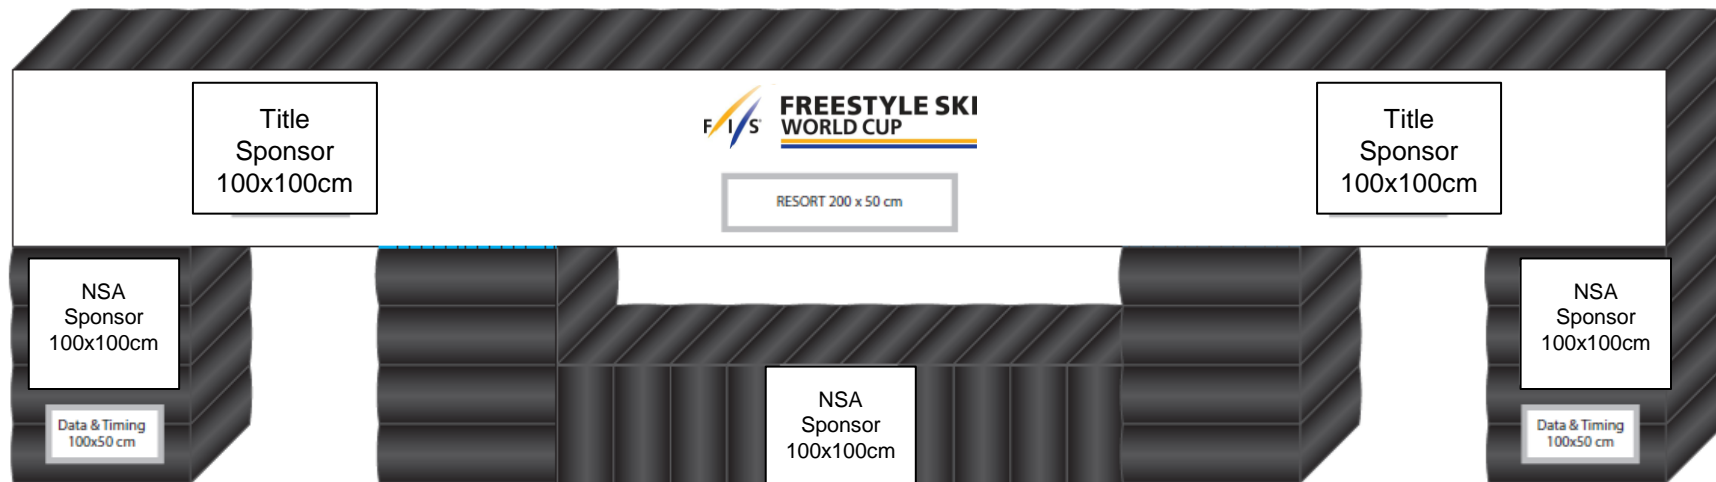 Title
Sponsor
100x100cm
FIS
FREESTYLE SKI
WORLD CUP
RESORT 200 x 50 cm
Title
Sponsor
100x100cm
NSA
Sponsor
100x100cm
Data & Timing
100x50 cm
NSA
Sponsor
100x100cm
NSA
Sponsor
100x100cm
Data & Timing
100x50 cm